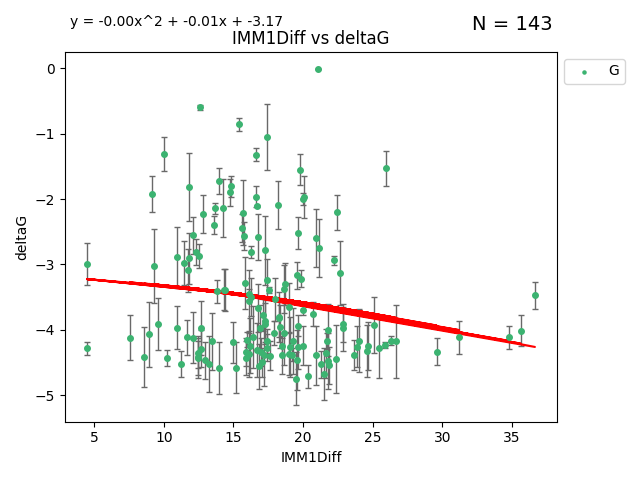 y = -0.00x^2 + -0.01x + -3.17
N = 143
IMM1Diff vs deltaG
G
0
−1
−2
−3
−4
−5
deltaG
5 10 15 20 25 30 35
IMM1Diff